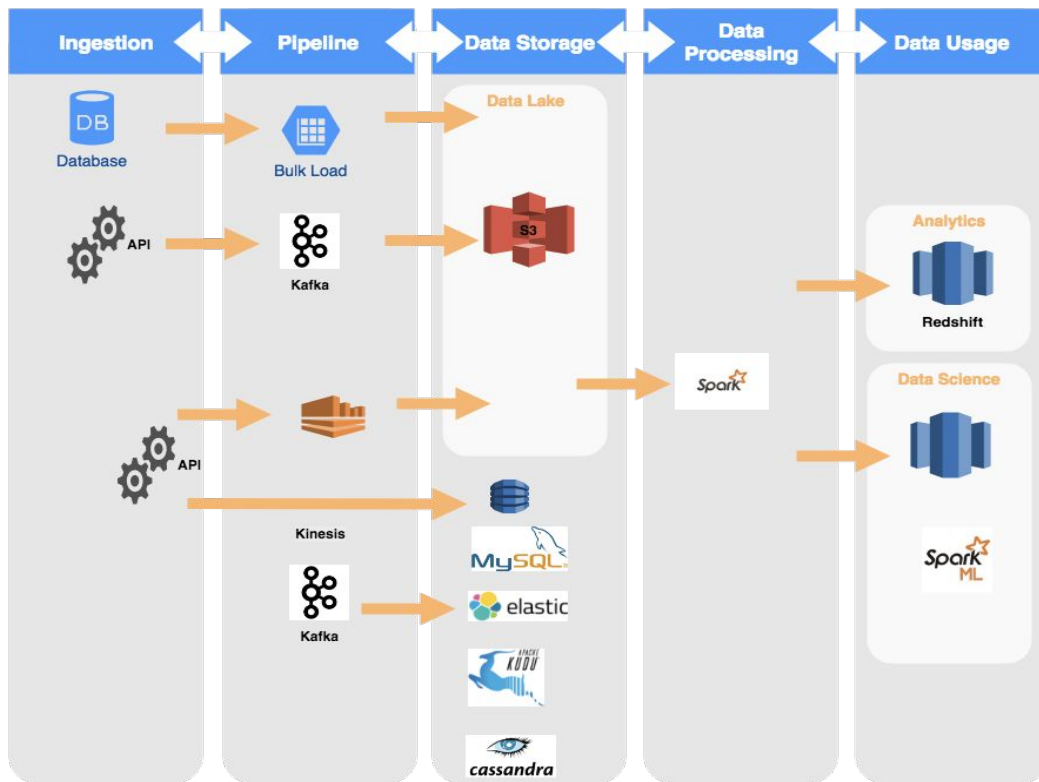 Ingestion
Pipeline
Data Storage
Data
Processing
Data Usage
DB
Database
Bulk Load
Data Lake
API
Kafka
S3
Analytics
Redshift
Spark
Data Science
API
Kinesis
MySQL
Spark
ML
Kafka
elastic
APACHE
KUDU
cassandra